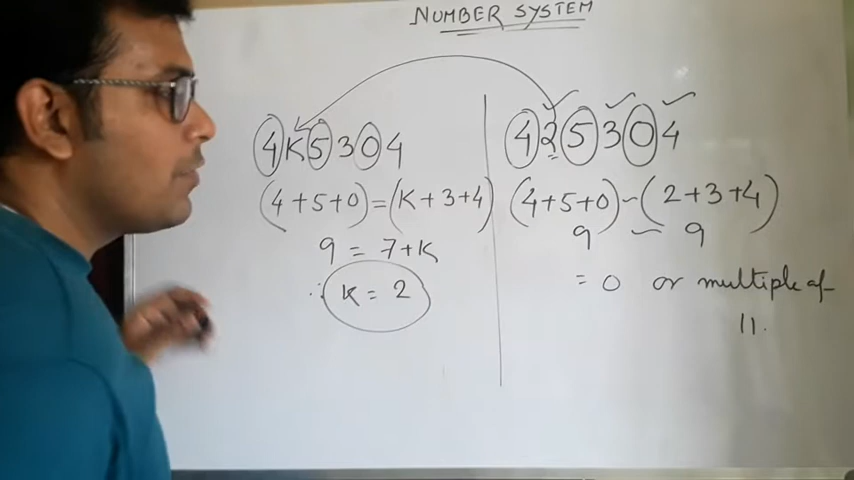 NUMBER SYSTEM
4K5304
(4+5+0)=(K+3+4)
9 = 7+K
∴ K = 2
425304
(4+5+0)~(2+3+4)
9 ~ 9
= 0 or multiple of
11.